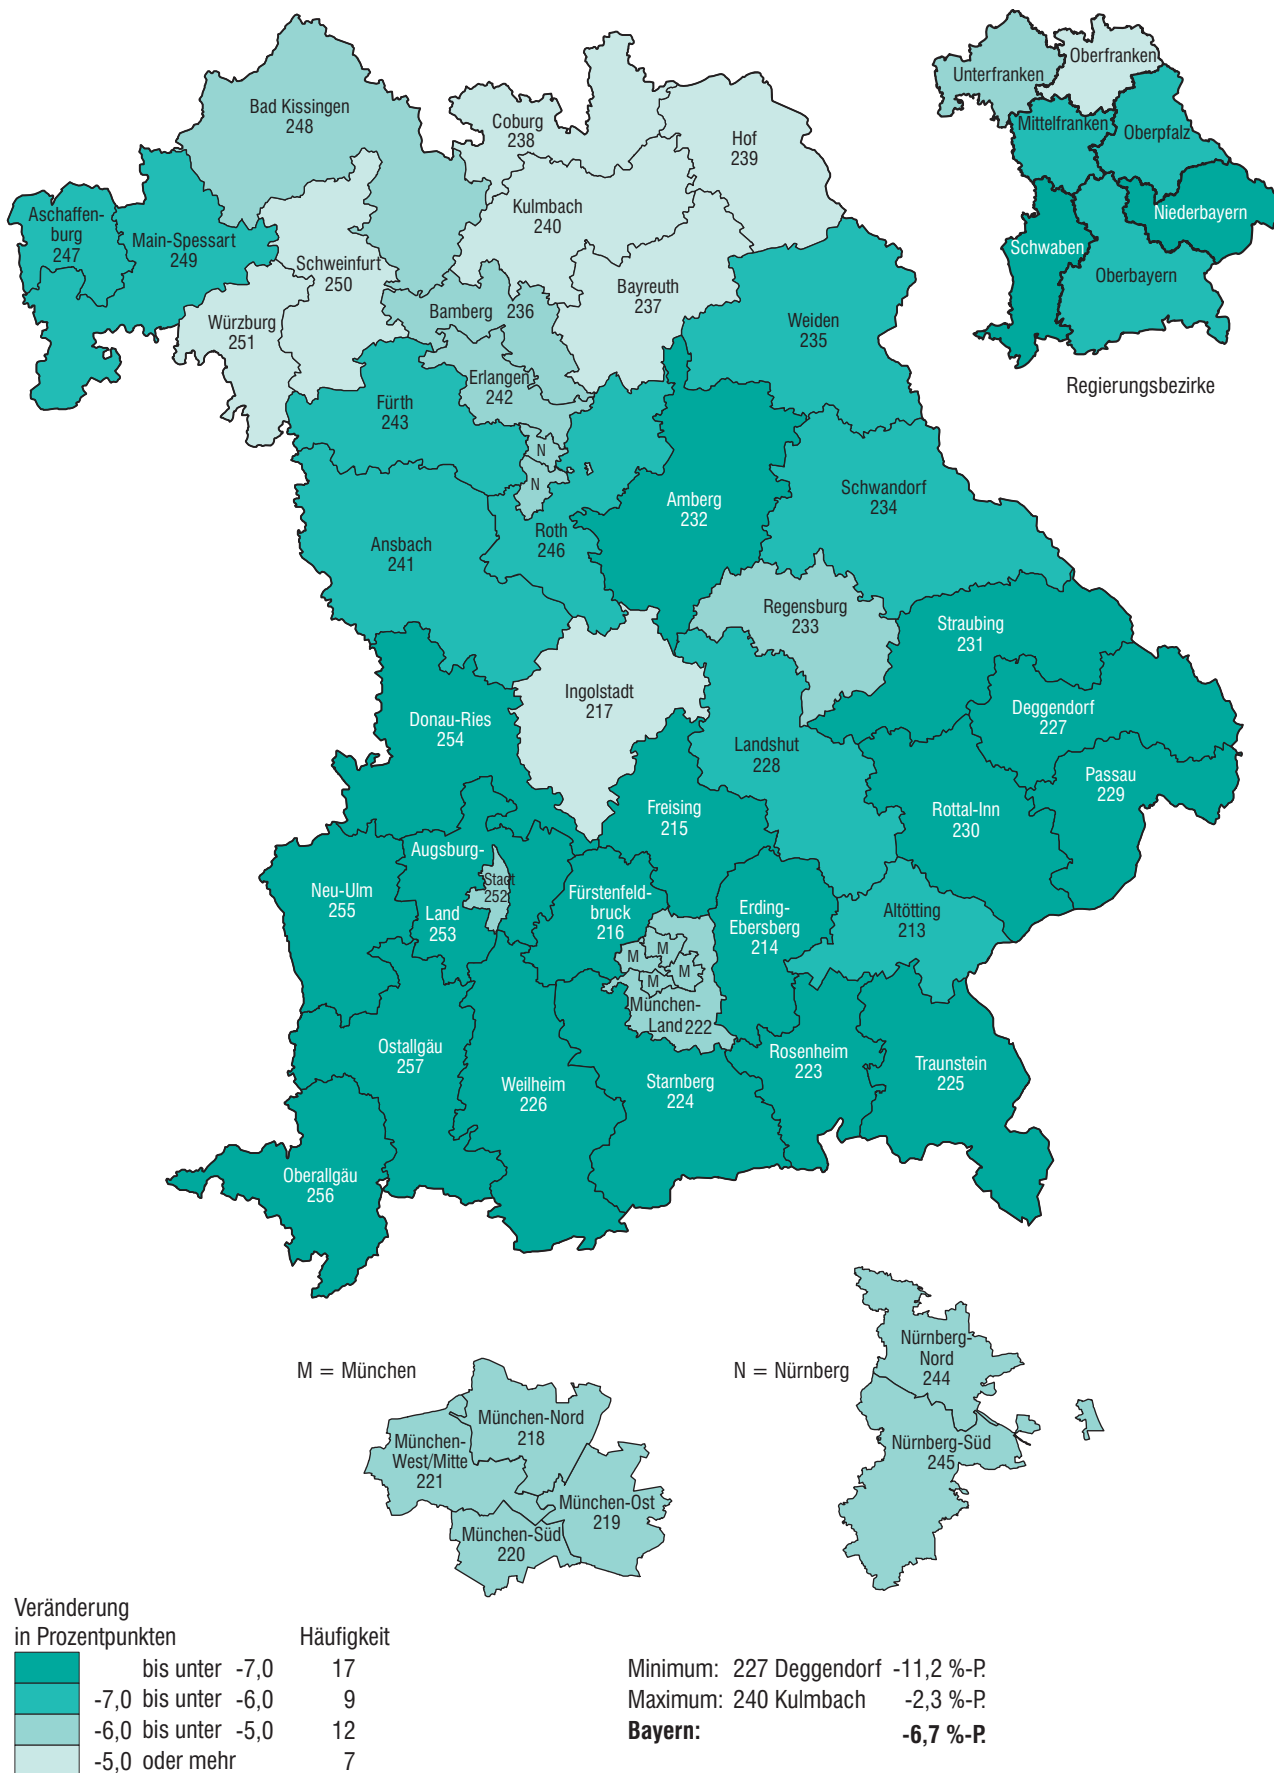 Bad Kissingen
248
Coburg
238
Hof
239
Aschaffen-
burg
247
Main-Spessart
249
Kulmbach
240
Schweinfurt
250
Bayreuth
237
Würzburg
251
Bamberg 236
Weiden
235
Erlangen
242
Fürth
243
N
N
Amberg
232
Schwandorf
234
Ansbach
241
Roth
246
Regensburg
233
Straubing
231
Ingolstadt
217
Deggendorf
227
Donau-Ries
254
Landshut
228
Passau
229
Freising
215
Rottal-Inn
230
Augsburg-
Land
253
Stadt
252
Neu-Ulm
255
Fürstenfeld-
bruck
216
Erding-
Ebersberg
214
Altötting
213
M
M
M
M
München-
Land 222
Ostallgäu
257
Rosenheim
223
Traunstein
225
Weilheim
226
Starnberg
224
Oberallgäu
256
Unterfranken
Oberfranken
Mittelfranken
Oberpfalz
Niederbayern
Schwaben
Oberbayern
Regierungsbezirke
M = München
München-Nord
218
München-
West/Mitte
221
München-Ost
219
München-Süd
220
N = Nürnberg
Nürnberg-
Nord
244
Nürnberg-Süd
245
Veränderung
in Prozentpunkten Häufigkeit
bis unter -7,0 17
-7,0 bis unter -6,0 9
-6,0 bis unter -5,0 12
-5,0 oder mehr 7
Minimum: 227 Deggendorf -11,2 %-P.
Maximum: 240 Kulmbach -2,3 %-P.
Bayern: -6,7 %-P.